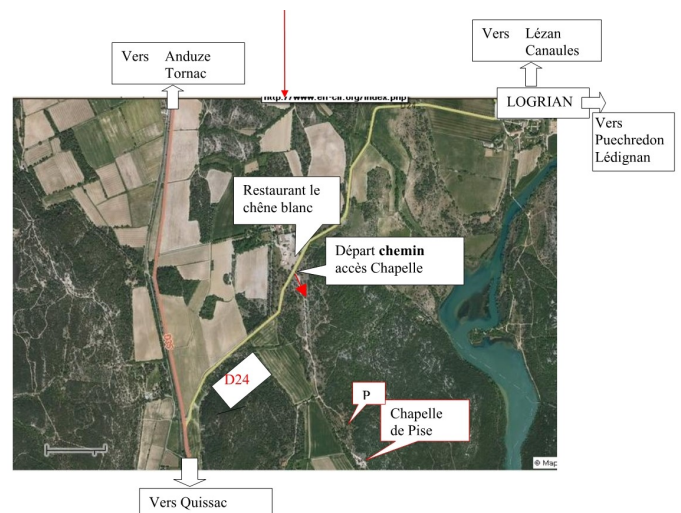 Vers Anduze
Tornac
Vers Lézan
Canaules
LOGRIAN
Vers
Puechredon
Lédignan
Restaurant le
chêne blanc
Départ chemin
accès Chapelle
D24
P
Chapelle
de Pise
© Map
Vers Quissac